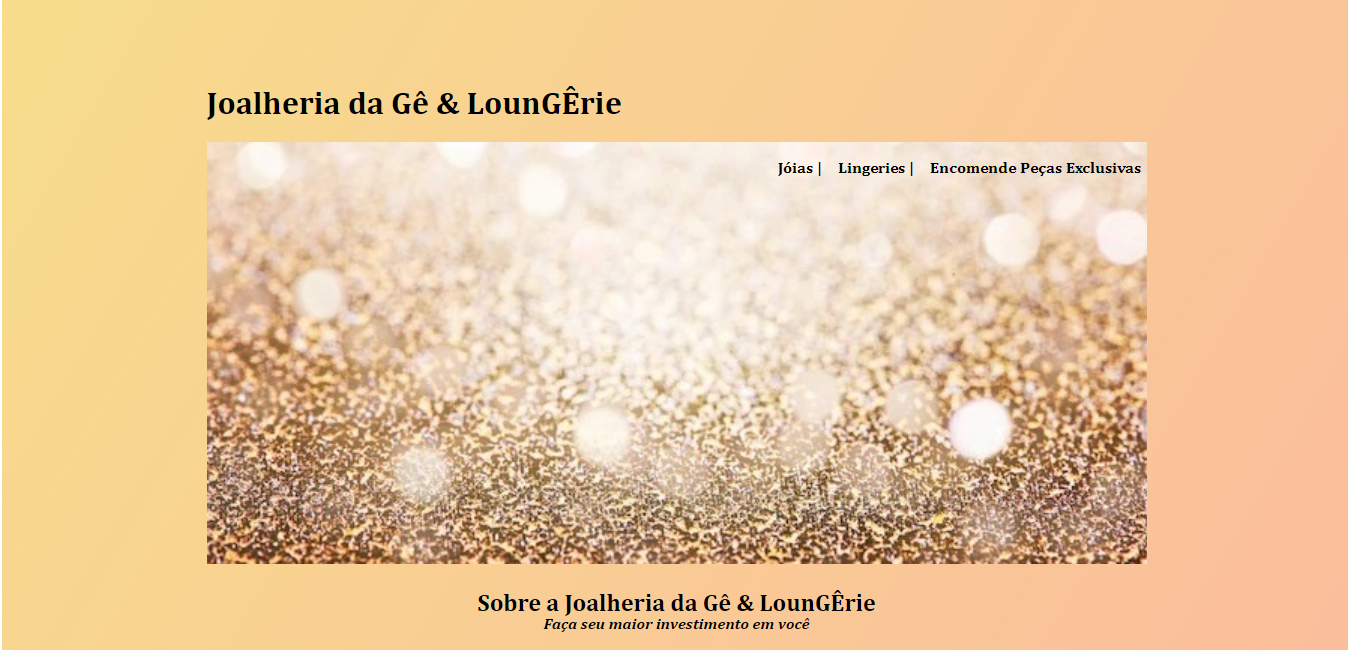 Joalheria da Gê & LounGÊrie
Jóias | Lingeries | Encomende Peças Exclusivas
Sobre a Joalheria da Gê & LounGÊrie
Faça seu maior investimento em você